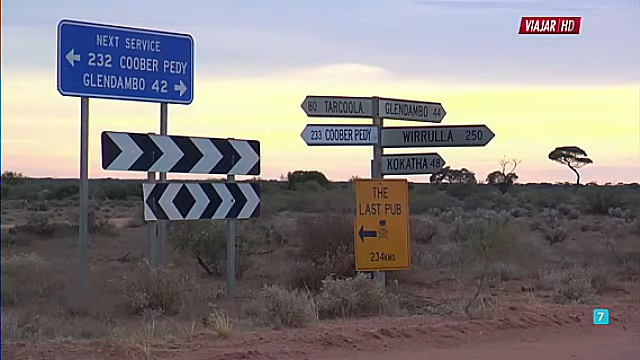 VIAJAR HD
NEXT SERVICE
232 COOBER PEDY
GLENDAMBO 42
80 TARCOOLA
GLENDAMBO 44
233 COOBER PEDY
WIRRULLA 250
KOKATHA 48
THE
LAST PUB
234KMS
7